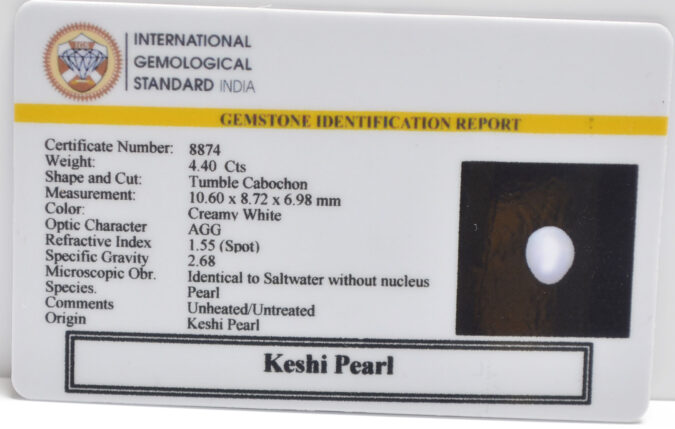 IGS
INTERNATIONAL
GEMOLOGICAL
STANDARD INDIA
GEMSTONE IDENTIFICATION REPORT
Certificate Number: 8874
Weight: 4.40 Cts
Shape and Cut: Tumble Cabochon
Measurement: 10.60 x 8.72 x 6.98 mm
Color: Creamy White
Optic Character AGG
Refractive Index 1.55 (Spot)
Specific Gravity 2.68
Microscopic Obr. Identical to Saltwater without nucleus
Species. Pearl
Comments Unheated/Untreated
Origin Keshi Pearl
Keshi Pearl